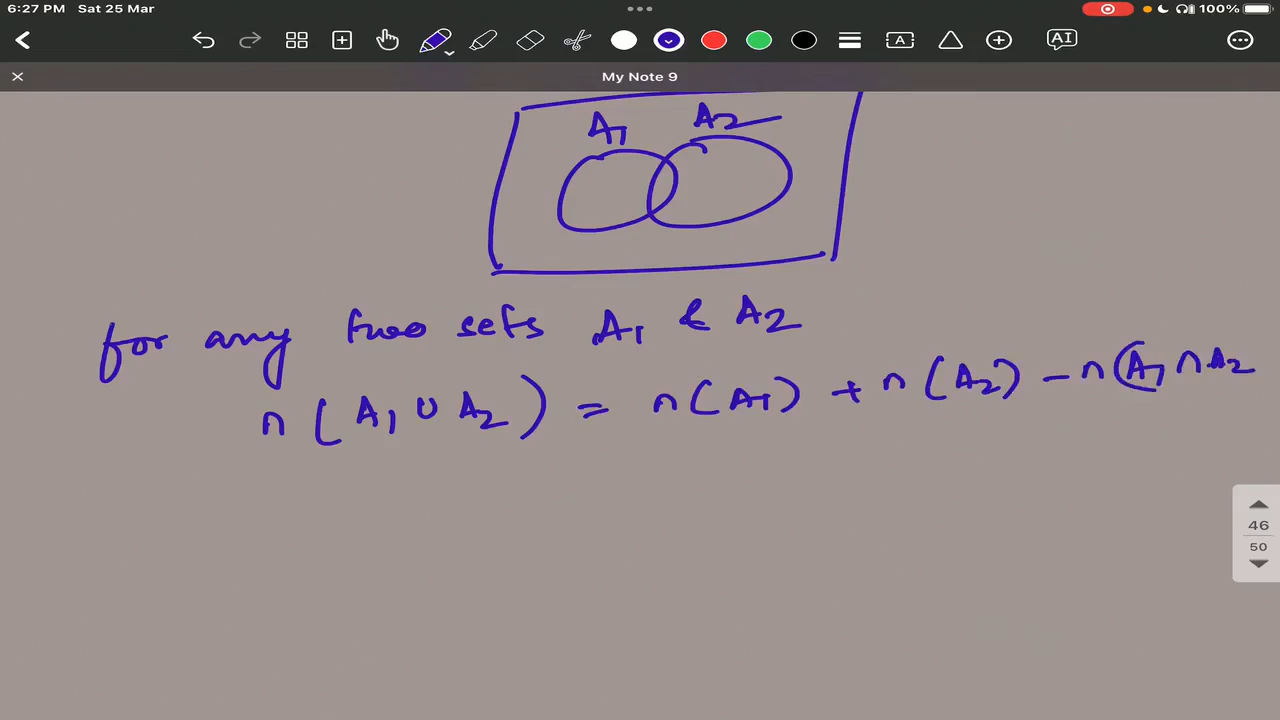 6:27 PM Sat 25 Mar
100%
A
AI
My Note 9
A1 A2
for any two sets A1 & A2
n (A1 ∪ A2) = n(A1) + n(A2) - n(A1 ∩ A2
46
50